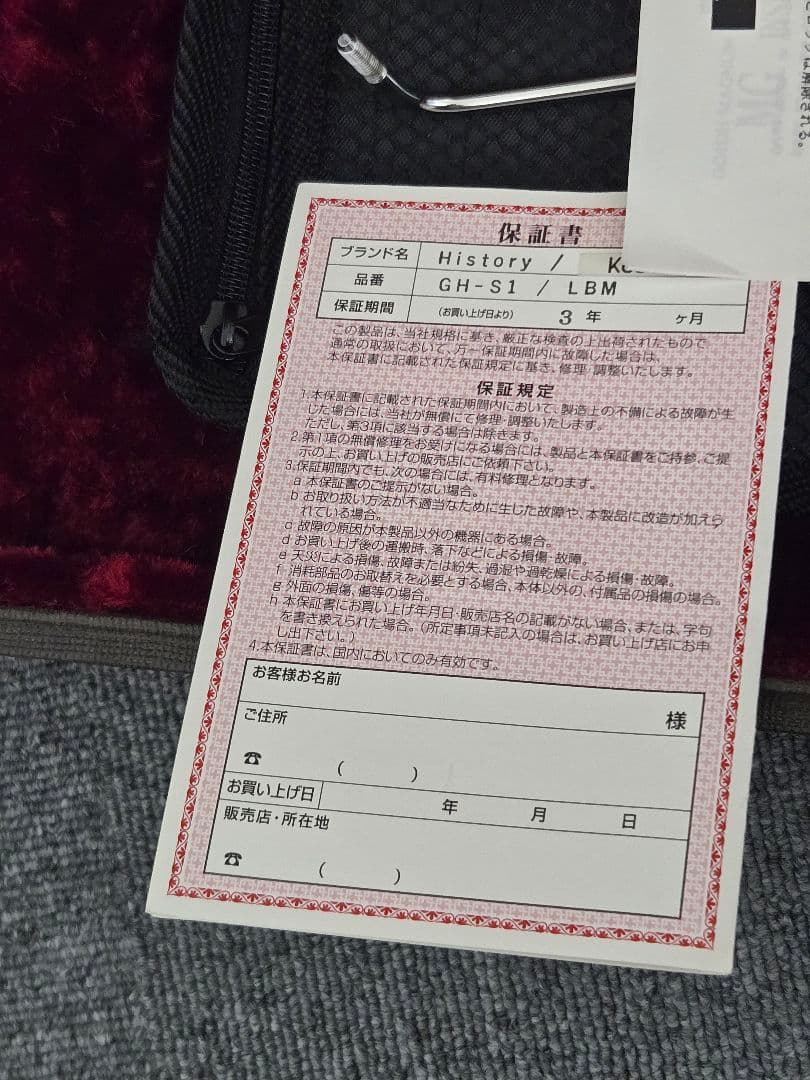 は解除される。
保証書
ブランド名 History /
品番 GH-S1 / LBM
保証期間 (お買い上げ日より) 3 年 ヶ月
この製品は、当社規格に基き、厳正な検査の上出荷されたもので
通常の取扱において、万一保証期間内に故障した場合は、
本保証書に記載された保証規定に基き、修理・調整いたします。
保証規定
1.本保証書に記載された保証期間内において、製造上の不備による故障が生
じた場合には、当社が無償にて修理・調整いたします。
ただし、第3項に該当する場合は除きます。
2.第1項の無償修理をお受けになる場合には、製品と本保証書をご持参、ご提
示の上、お買い上げの販売店にご依頼下さい。
3.保証期間内でも、次の場合には、有料修理となります。
a 本保証書のご提示がない場合。
b お取り扱い方法が不適当なために生じた故障や、本製品に改造が加えら
れている場合。
c 故障の原因が本製品以外の機器にある場合。
d お買い上げ後の運搬時、落下などによる損傷・故障。
e 天災による損傷、故障または紛失、過湿や過乾燥による損傷・故障。
f 消耗部品のお取替えを必要とする場合、本体以外の、付属品の損傷の場合。
g 外面の損傷、傷等の場合。
h 本保証書にお買い上げ年月日・販売店名の記載がない場合、または、字句
を書き換えられた場合。(所定事項未記入の場合は、お買い上げ店にお申
し出下さい。)
4.本保証書は、国内においてのみ有効です。
お客様お名前
様
ご住所
☎ ( )
お買い上げ日 年 月 日
販売店・所在地
☎ ( )